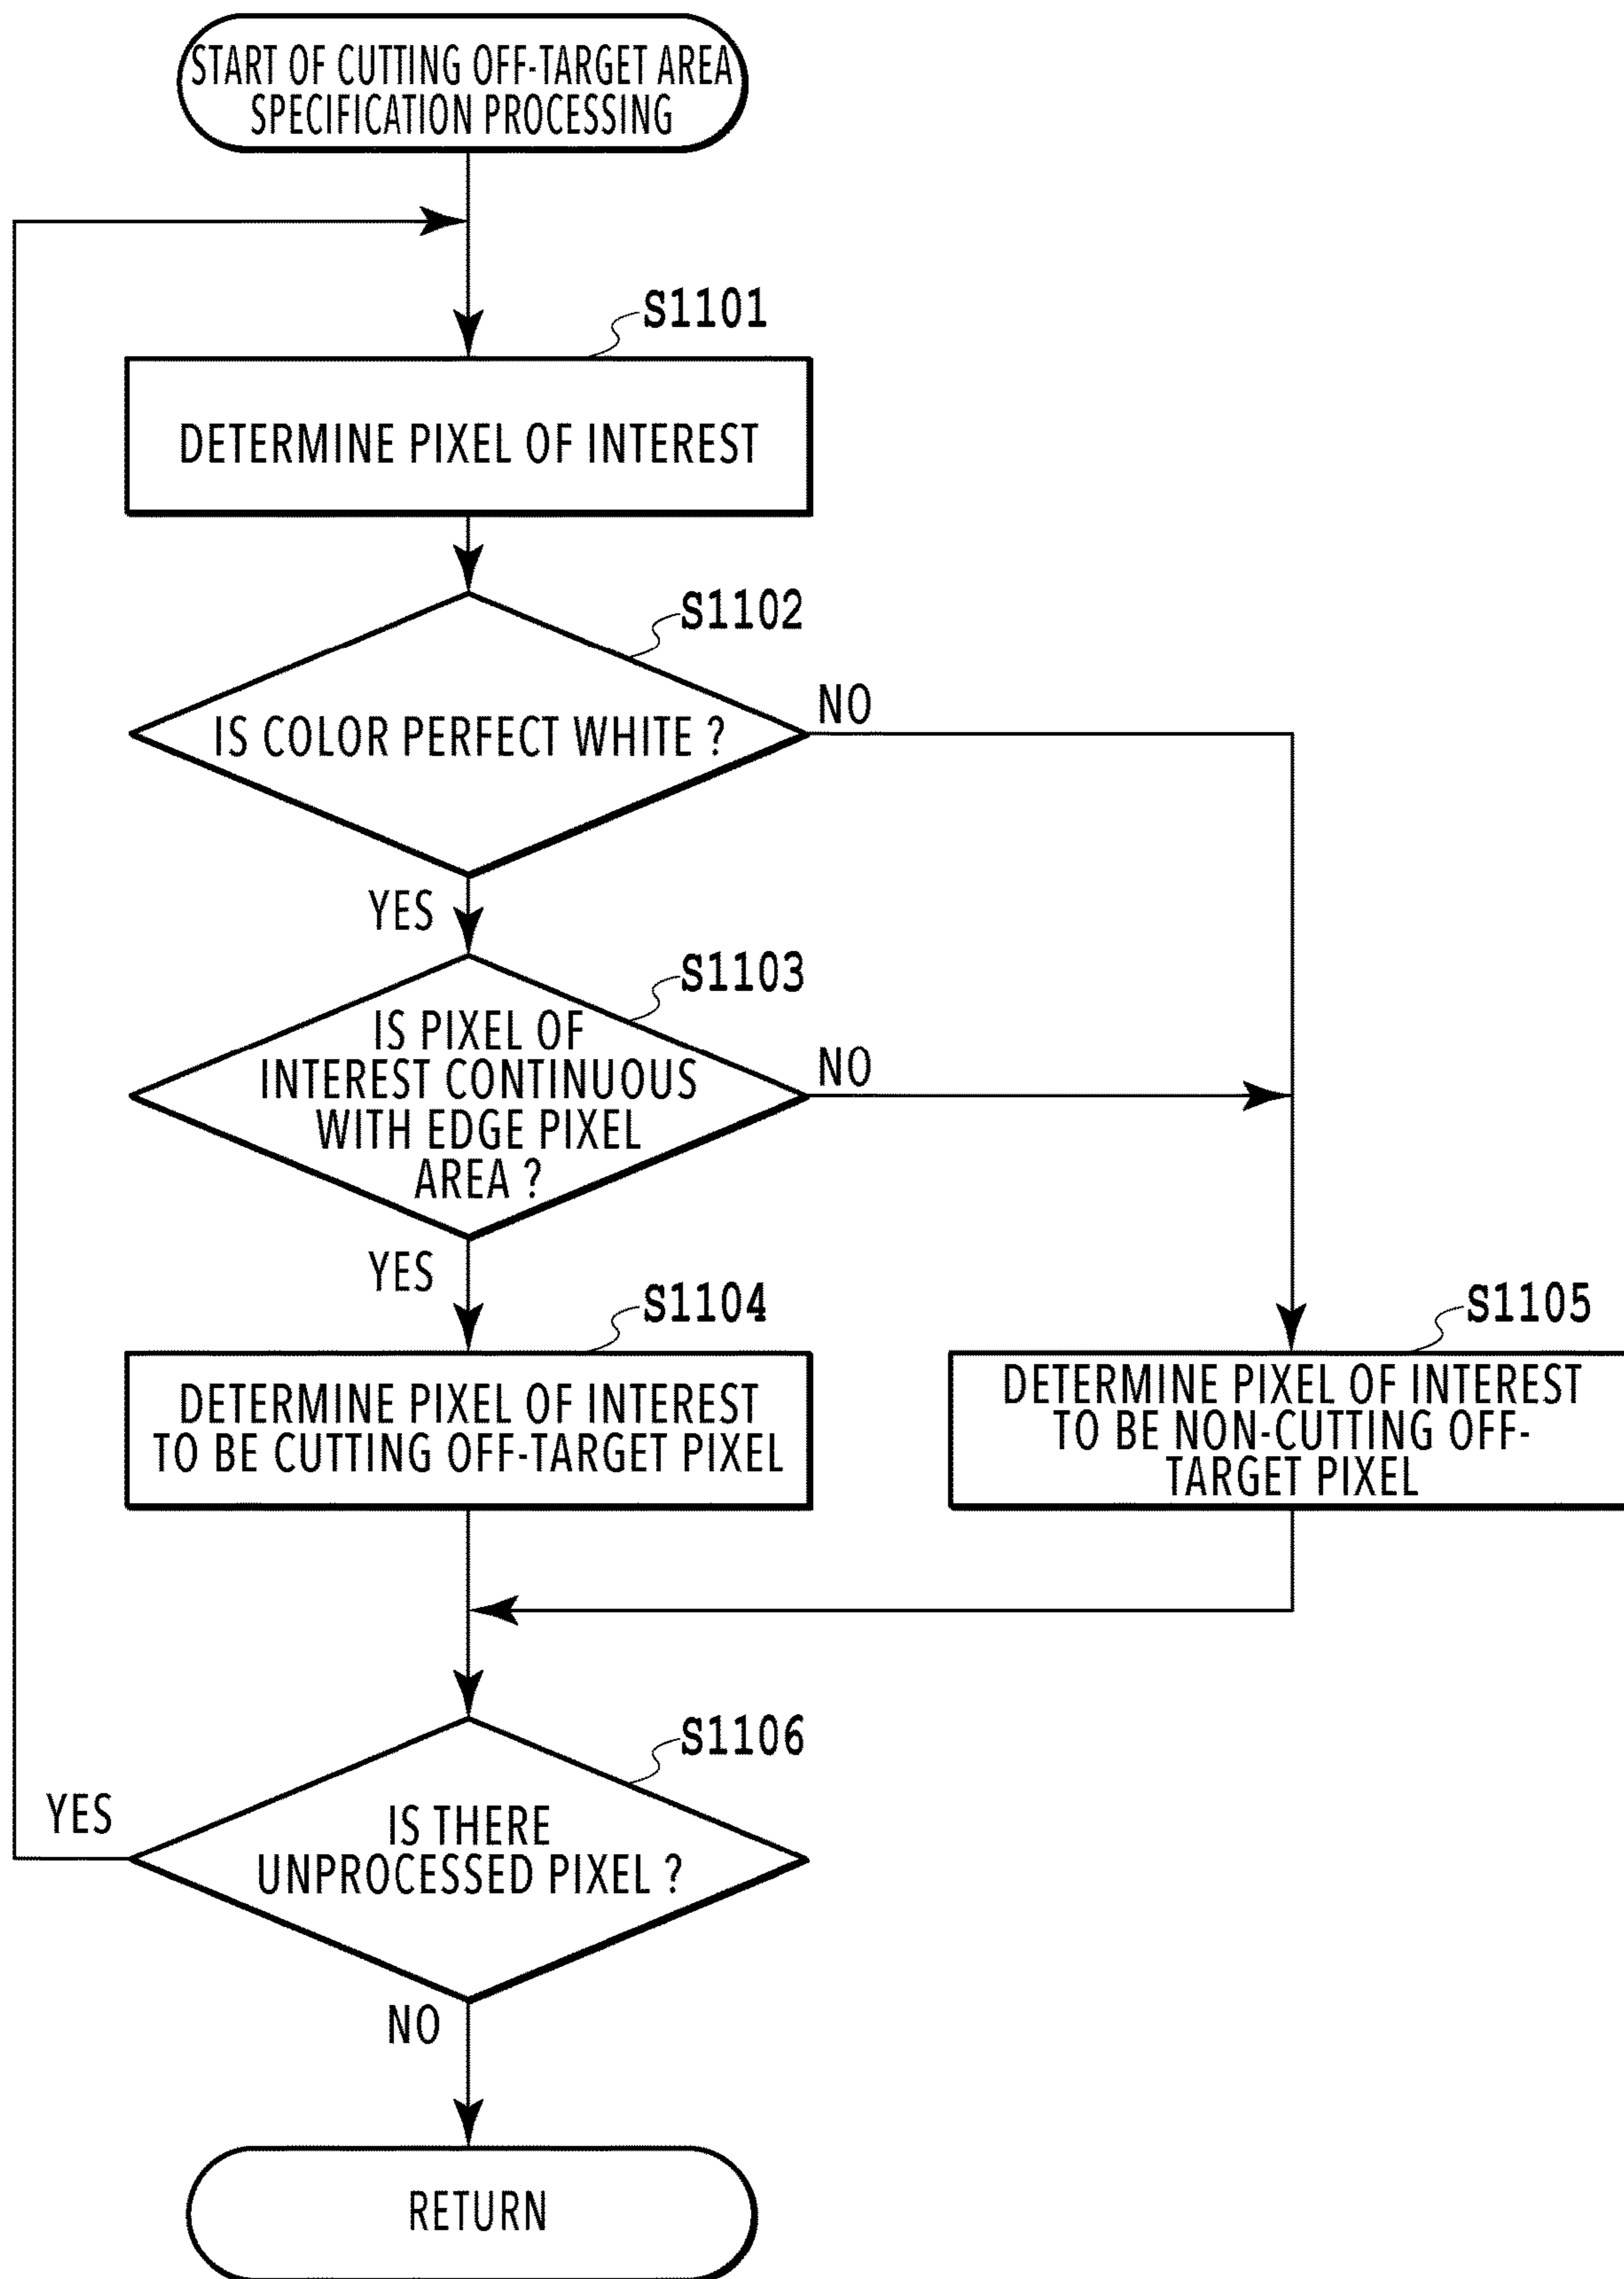 START OF CUTTING OFF-TARGET AREA
SPECIFICATION PROCESSING
S1101
DETERMINE PIXEL OF INTEREST
S1102
IS COLOR PERFECT WHITE ?
NO
YES
S1103
IS PIXEL OF
INTEREST CONTINUOUS
WITH EDGE PIXEL
AREA ?
NO
YES
S1104
DETERMINE PIXEL OF INTEREST
TO BE CUTTING OFF-TARGET PIXEL
S1105
DETERMINE PIXEL OF INTEREST
TO BE NON-CUTTING OFF-
TARGET PIXEL
S1106
IS THERE
UNPROCESSED PIXEL ?
YES
NO
RETURN